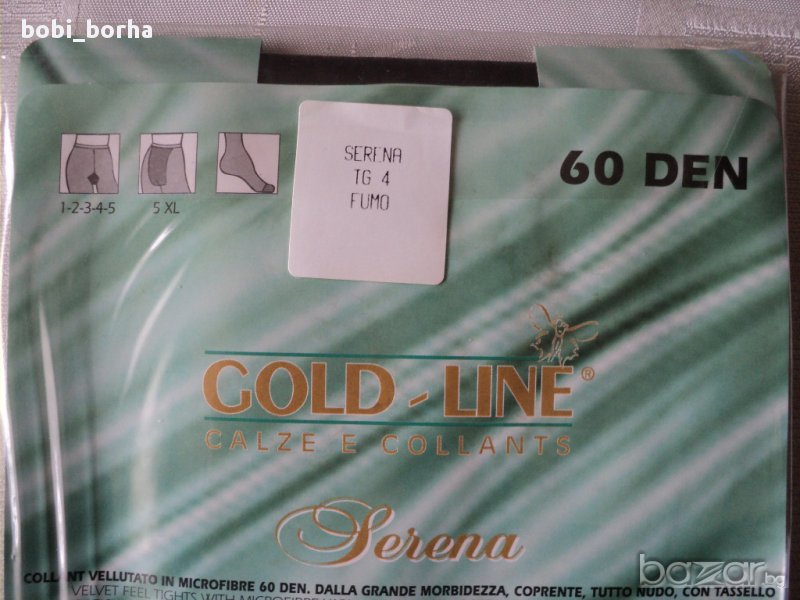 bobi_borha
SERENA
TG 4
FUMO
60 DEN
1-2-3-4-5
5 XL
GOLD-LINE®
CALZE E COLLANTS
Serena
COLLANT VELLUTATO IN MICROFIBRE 60 DEN. DALLA GRANDE MORBIDEZZA, COPRENTE, TUTTO NUDO, CON TASSELLO
VELVET FEEL TIGHTS WITH
bazar.bg